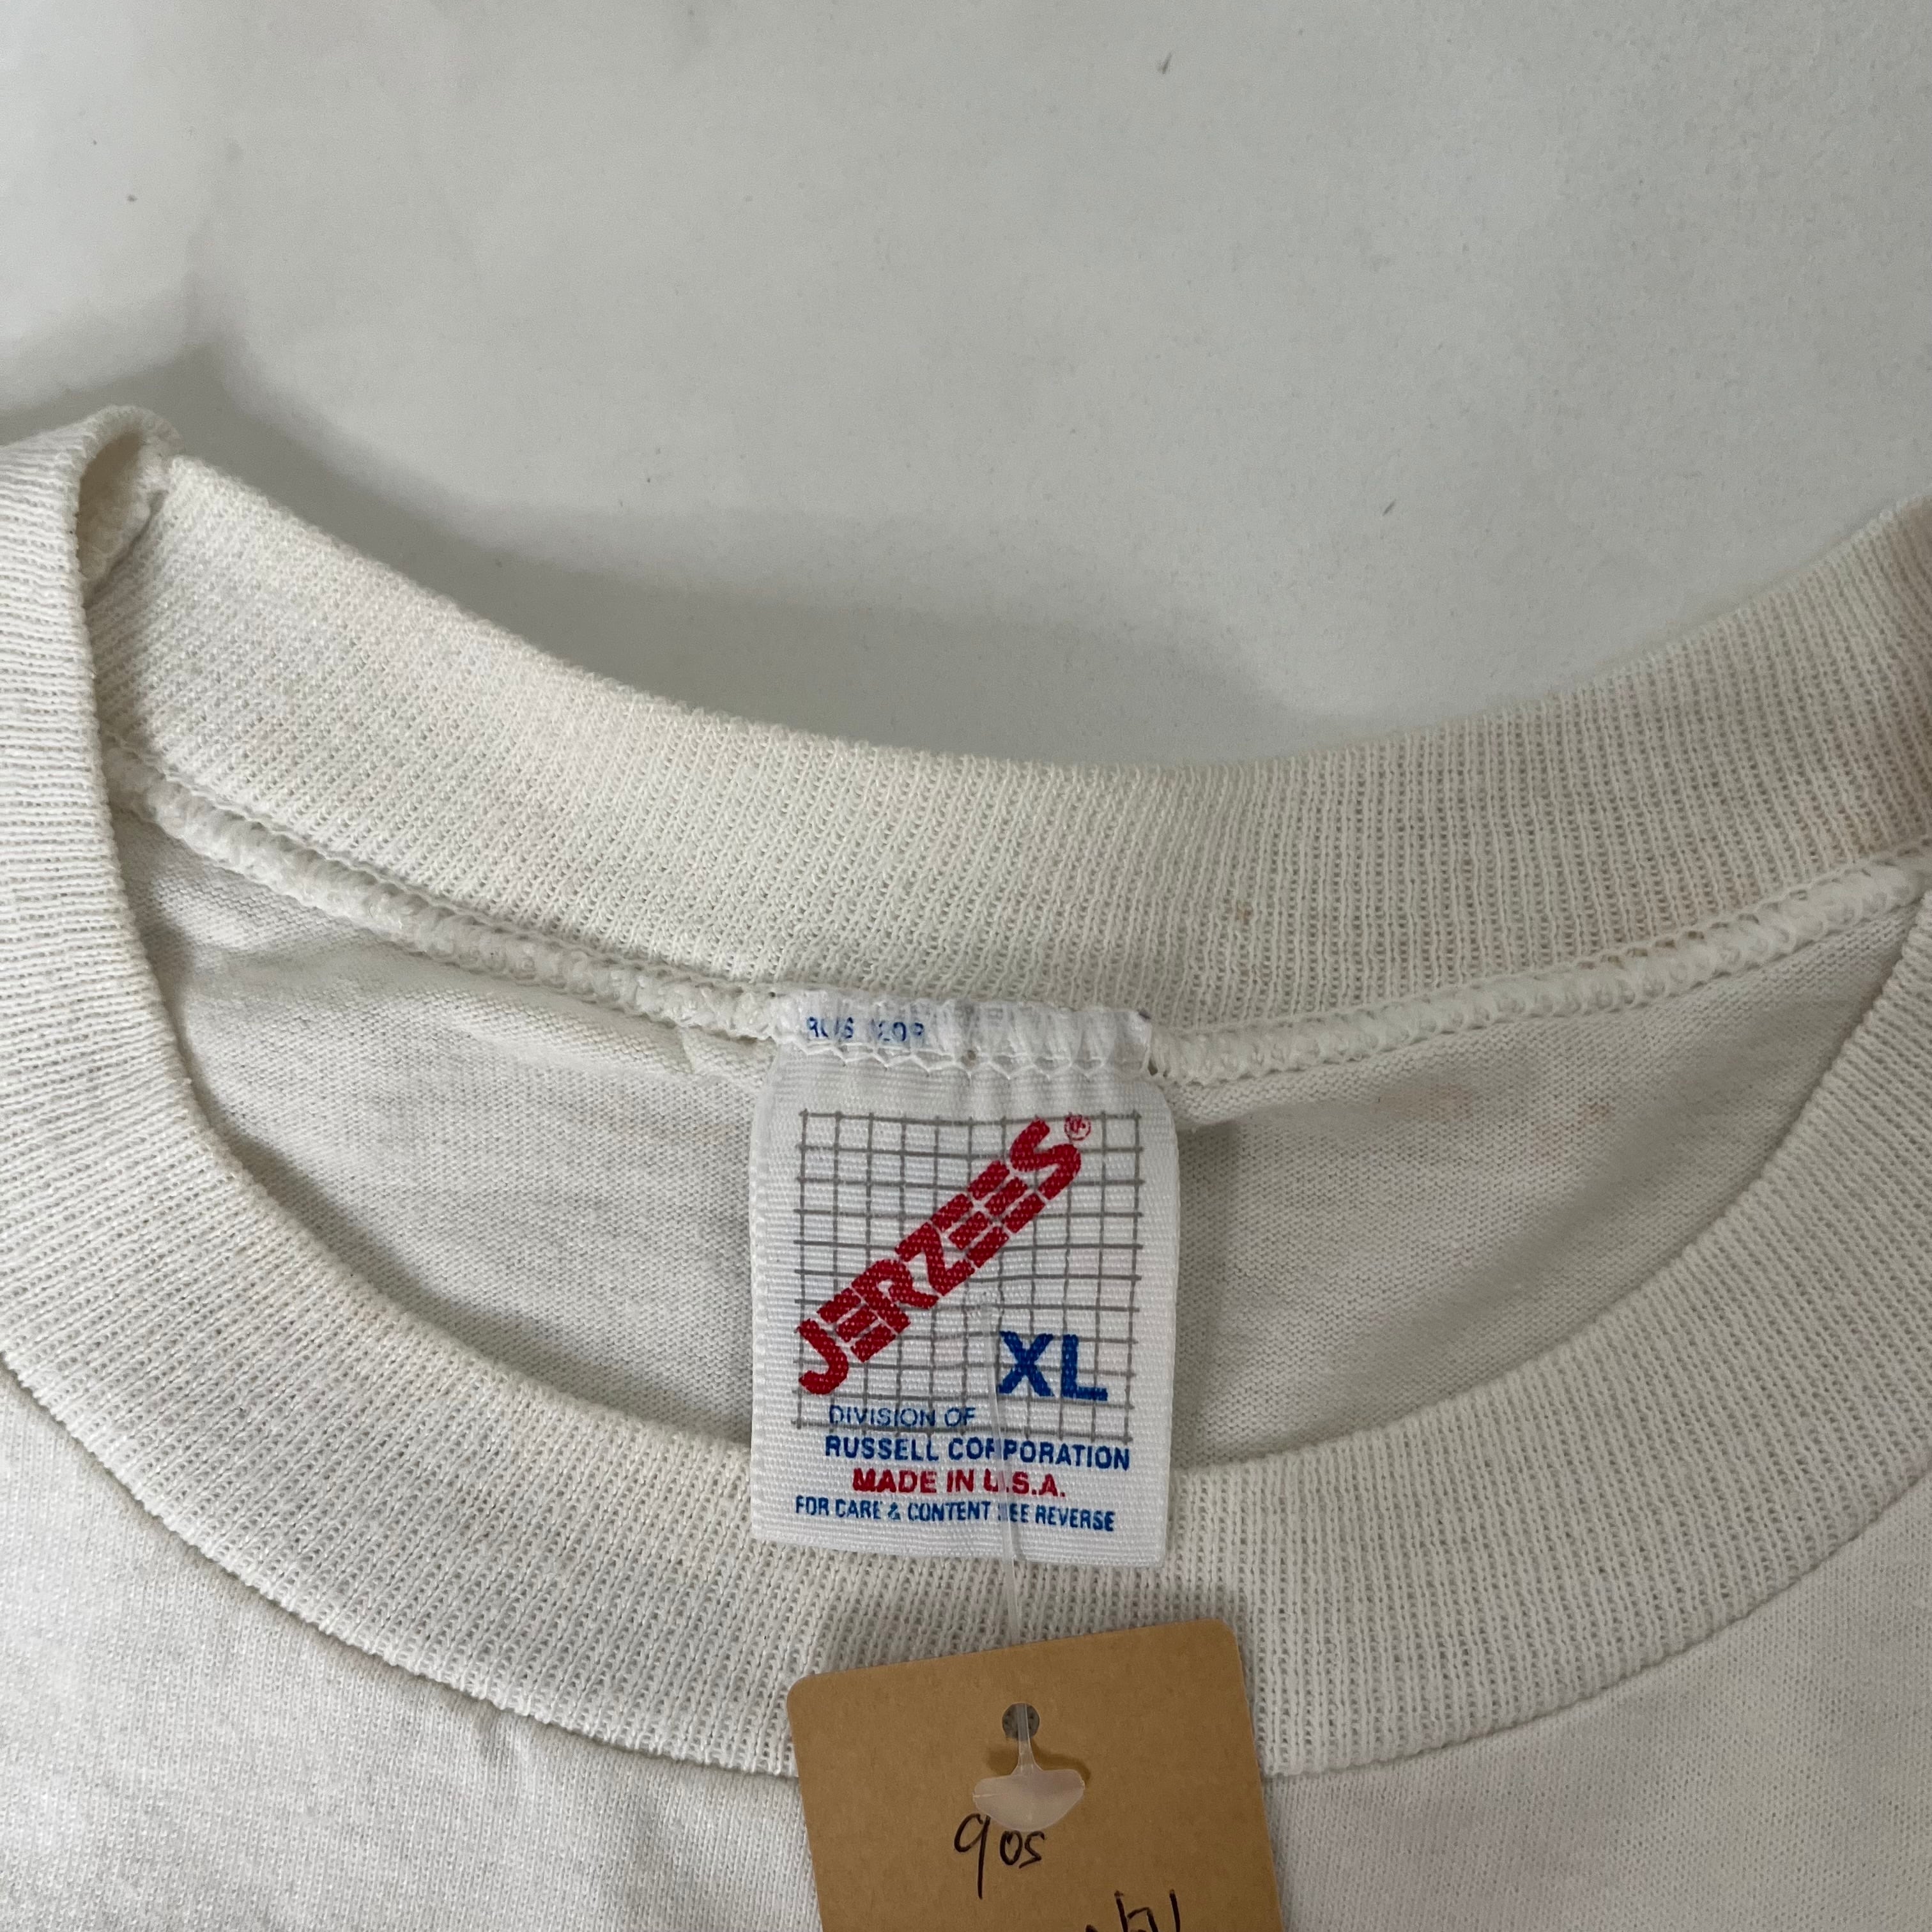 JERZEES®
XL
DIVISION OF
RUSSELL CORPORATION
MADE IN U.S.A.
FOR CARE & CONTENT SEE REVERSE
90s